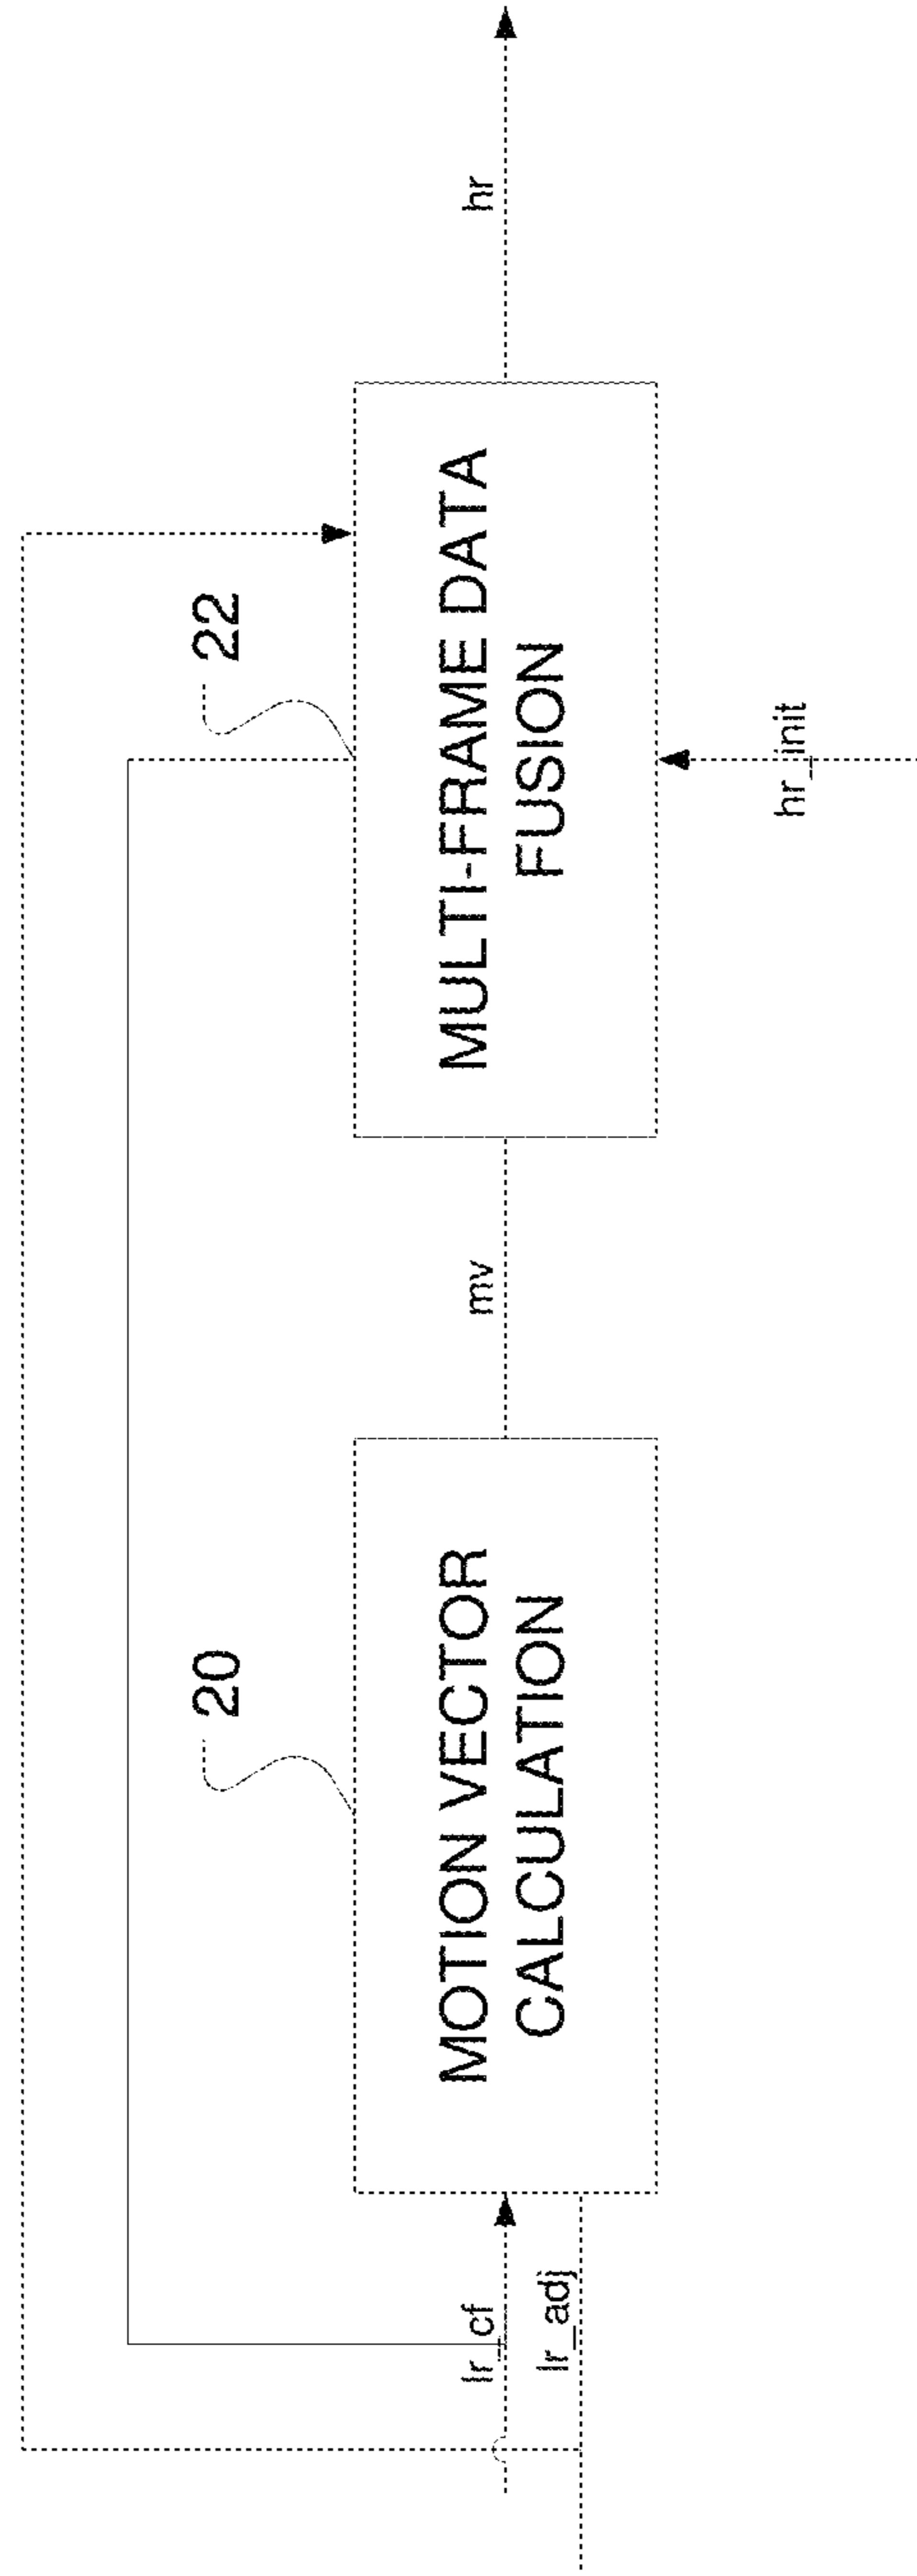 20
22
lr_cf
lr_adj
MOTION VECTOR
CALCULATION
mv
MULTI-FRAME DATA
FUSION
hr
hr_init